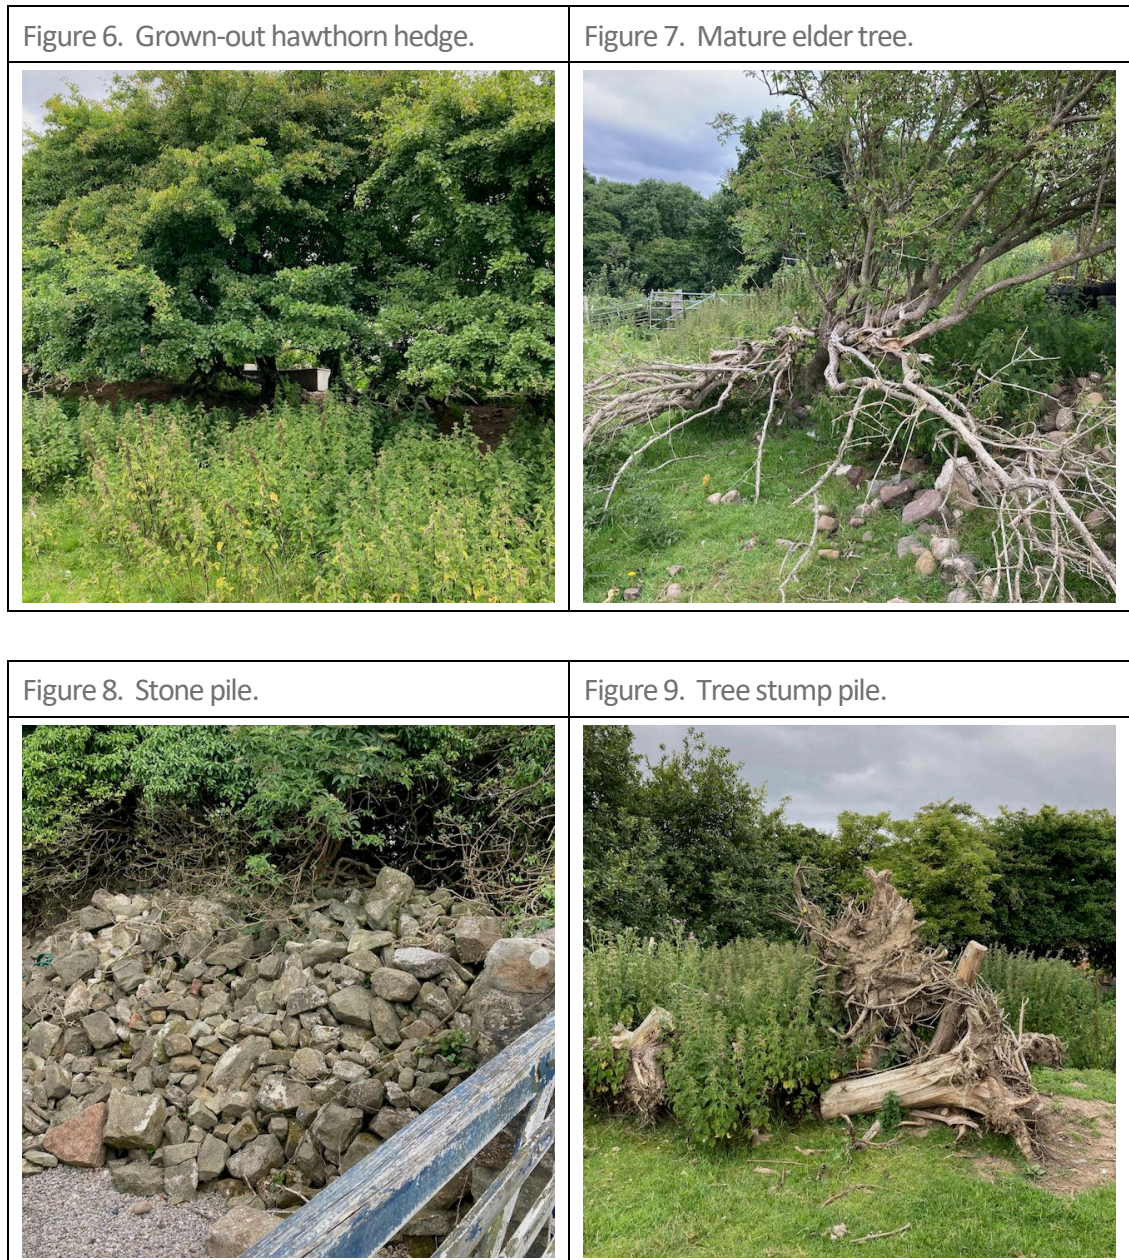 Figure 6. Grown-out hawthorn hedge.
Figure 7. Mature elder tree.
Figure 8. Stone pile.
Figure 9. Tree stump pile.